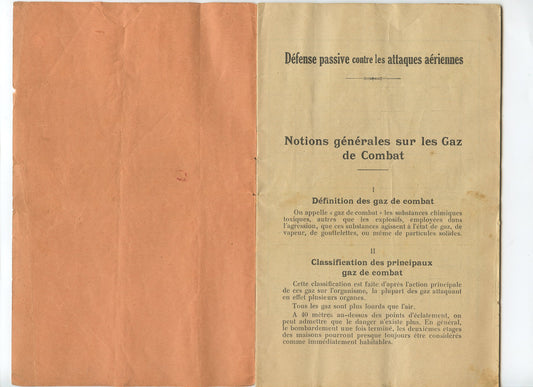 Défense passive contre les attaques aériennes
Notions générales sur les Gaz
de Combat
I
Définition des gaz de combat
On appelle « gaz de combat » les substances chimiques
toxiques, autres que les explosifs, employées dans
l'agression, que ces substances agissent à l'état de gaz, de
vapeur, de gouttelettes, ou même de particules solides.
II
Classification des principaux
gaz de combat
Cette classification est faite d'après l'action principale
de ces gaz sur l'organisme, la plupart des gaz attaquant
en effet plusieurs organes.
Tous les gaz sont plus lourds que l'air.
A 40 mètres au-dessus des points d'éclatement, on
peut admettre que le danger n'existe plus. En général,
le bombardement une fois terminé, les deuxièmes étages
des maisons pourront presque toujours être considérés
comme immédiatement habitables.